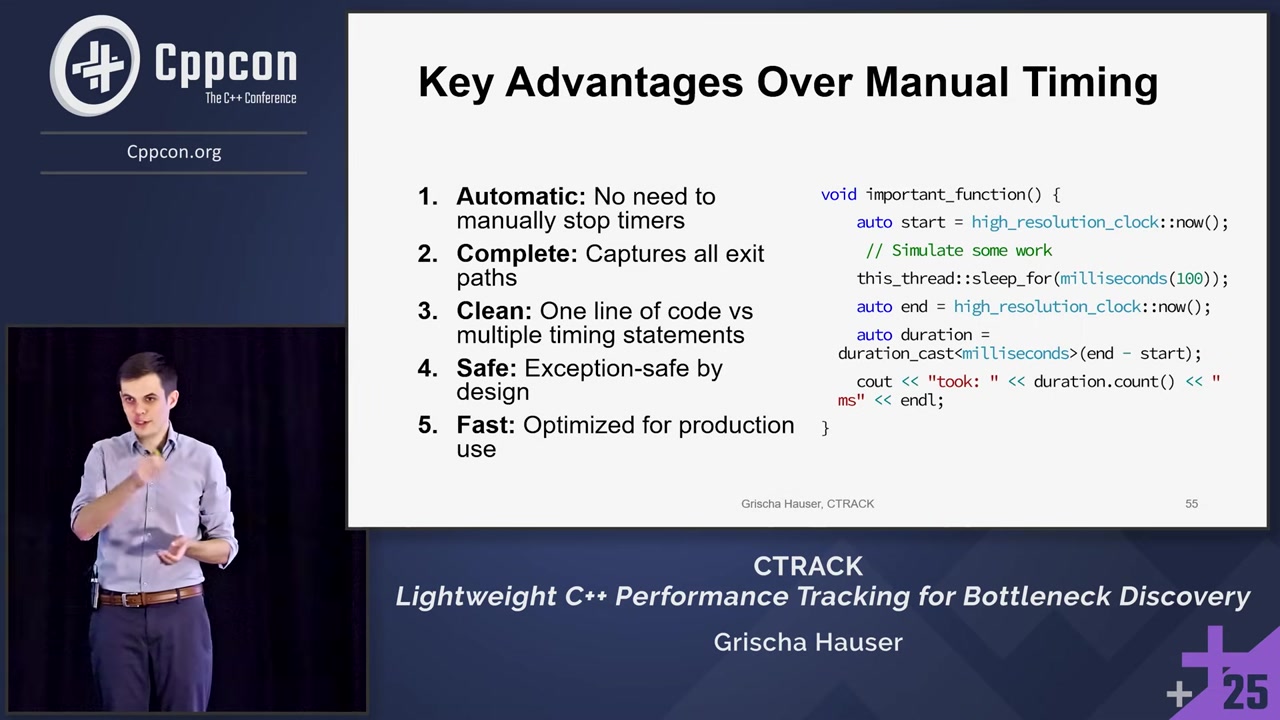 Cppcon
The C++ Conference
Cppcon.org
Key Advantages Over Manual Timing
1. Automatic: No need to
manually stop timers
2. Complete: Captures all exit
paths
3. Clean: One line of code vs
multiple timing statements
4. Safe: Exception-safe by
design
5. Fast: Optimized for production
use
void important_function() {
auto start = high_resolution_clock::now();
// Simulate some work
this_thread::sleep_for(milliseconds(100));
auto end = high_resolution_clock::now();
auto duration =
duration_cast<milliseconds>(end - start);
cout << "took: " << duration.count() << "
ms" << endl;
}
Grischa Hauser, CTRACK
55
CTRACK
Lightweight C++ Performance Tracking for Bottleneck Discovery
Grischa Hauser
25